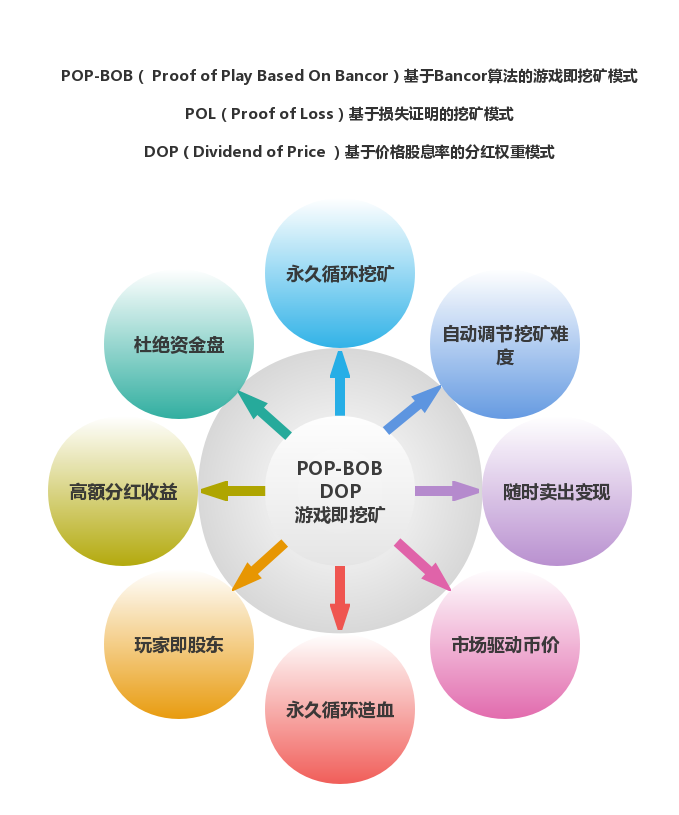 POP-BOB（ Proof of Play Based On Bancor）基于Bancor算法的游戏即挖矿模式
POL（Proof of Loss）基于损失证明的挖矿模式
DOP（Dividend of Price ）基于价格股息率的分红权重模式
永久循环挖矿
杜绝资金盘
自动调节挖矿难
度
高额分红收益
POP-BOB
DOP
游戏即挖矿
随时卖出变现
玩家即股东
市场驱动币价
永久循环造血